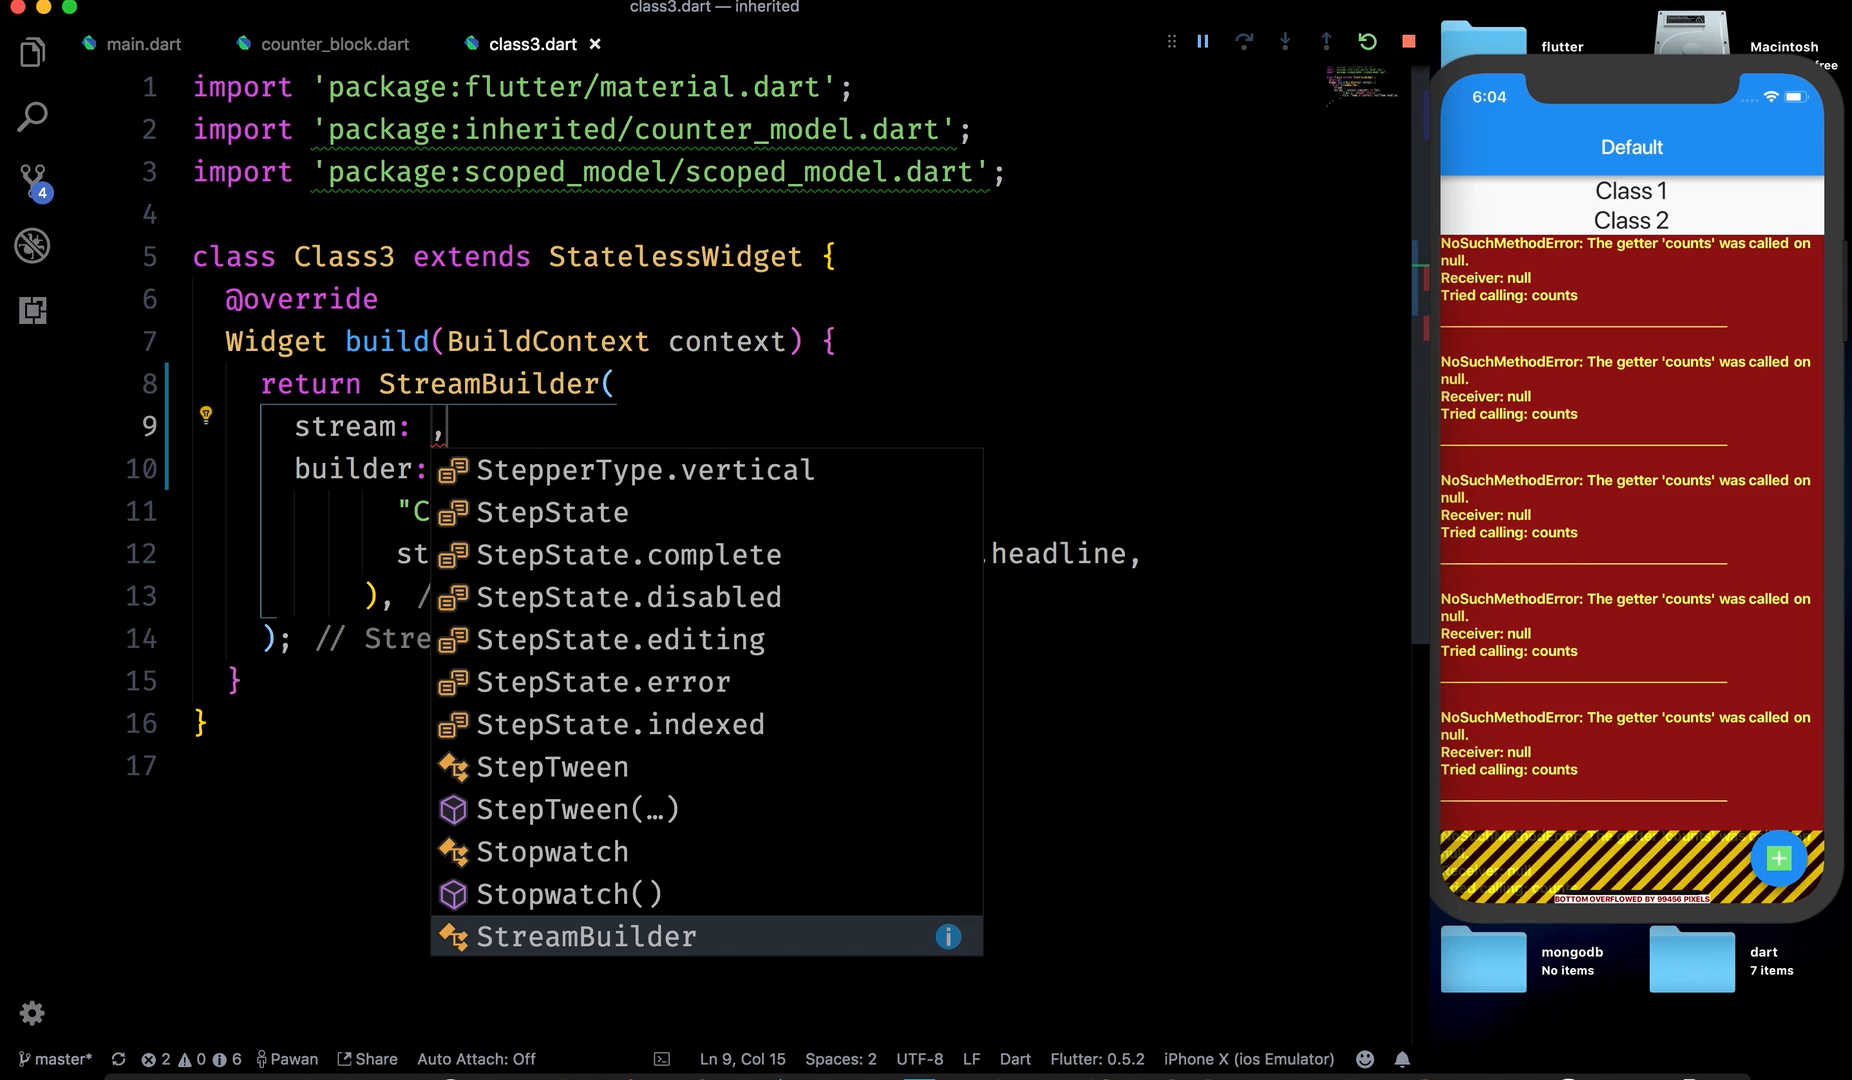 class3.dart — inherited
main.dart
counter_block.dart
class3.dart
1 import 'package:flutter/material.dart';
2 import 'package:inherited/counter_model.dart';
3 import 'package:scoped_model/scoped_model.dart';
4
5 class Class3 extends StatelessWidget {
6 @override
7 Widget build(BuildContext context) {
8 return StreamBuilder(
9 stream: ,
10 builder:
11 "C
12 st .headline,
13 ), /
14 ); // Stre
15 }
16 }
17
StepperType.vertical
StepState
StepState.complete
StepState.disabled
StepState.editing
StepState.error
StepState.indexed
StepTween
StepTween(…)
Stopwatch
Stopwatch()
StreamBuilder
4
master*
2
0
6
Pawan
Share
Auto Attach: Off
Ln 9, Col 15
Spaces: 2
UTF-8
LF
Dart
Flutter: 0.5.2
iPhone X (ios Emulator)
flutter
Macintosh
free
6:04
Default
Class 1
Class 2
NoSuchMethodError: The getter 'counts' was called on
null.
Receiver: null
Tried calling: counts
NoSuchMethodError: The getter 'counts' was called on
null.
Receiver: null
Tried calling: counts
NoSuchMethodError: The getter 'counts' was called on
null.
Receiver: null
Tried calling: counts
NoSuchMethodError: The getter 'counts' was called on
null.
Receiver: null
Tried calling: counts
NoSuchMethodError: The getter 'counts' was called on
null.
Receiver: null
Tried calling: counts
BOTTOM OVERFLOWED BY 99456 PIXELS
mongodb
No items
dart
7 items